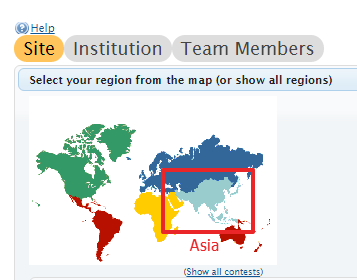 Help
Site Institution Team Members
Select your region from the map (or show all regions)
Asia
(Show all contests)